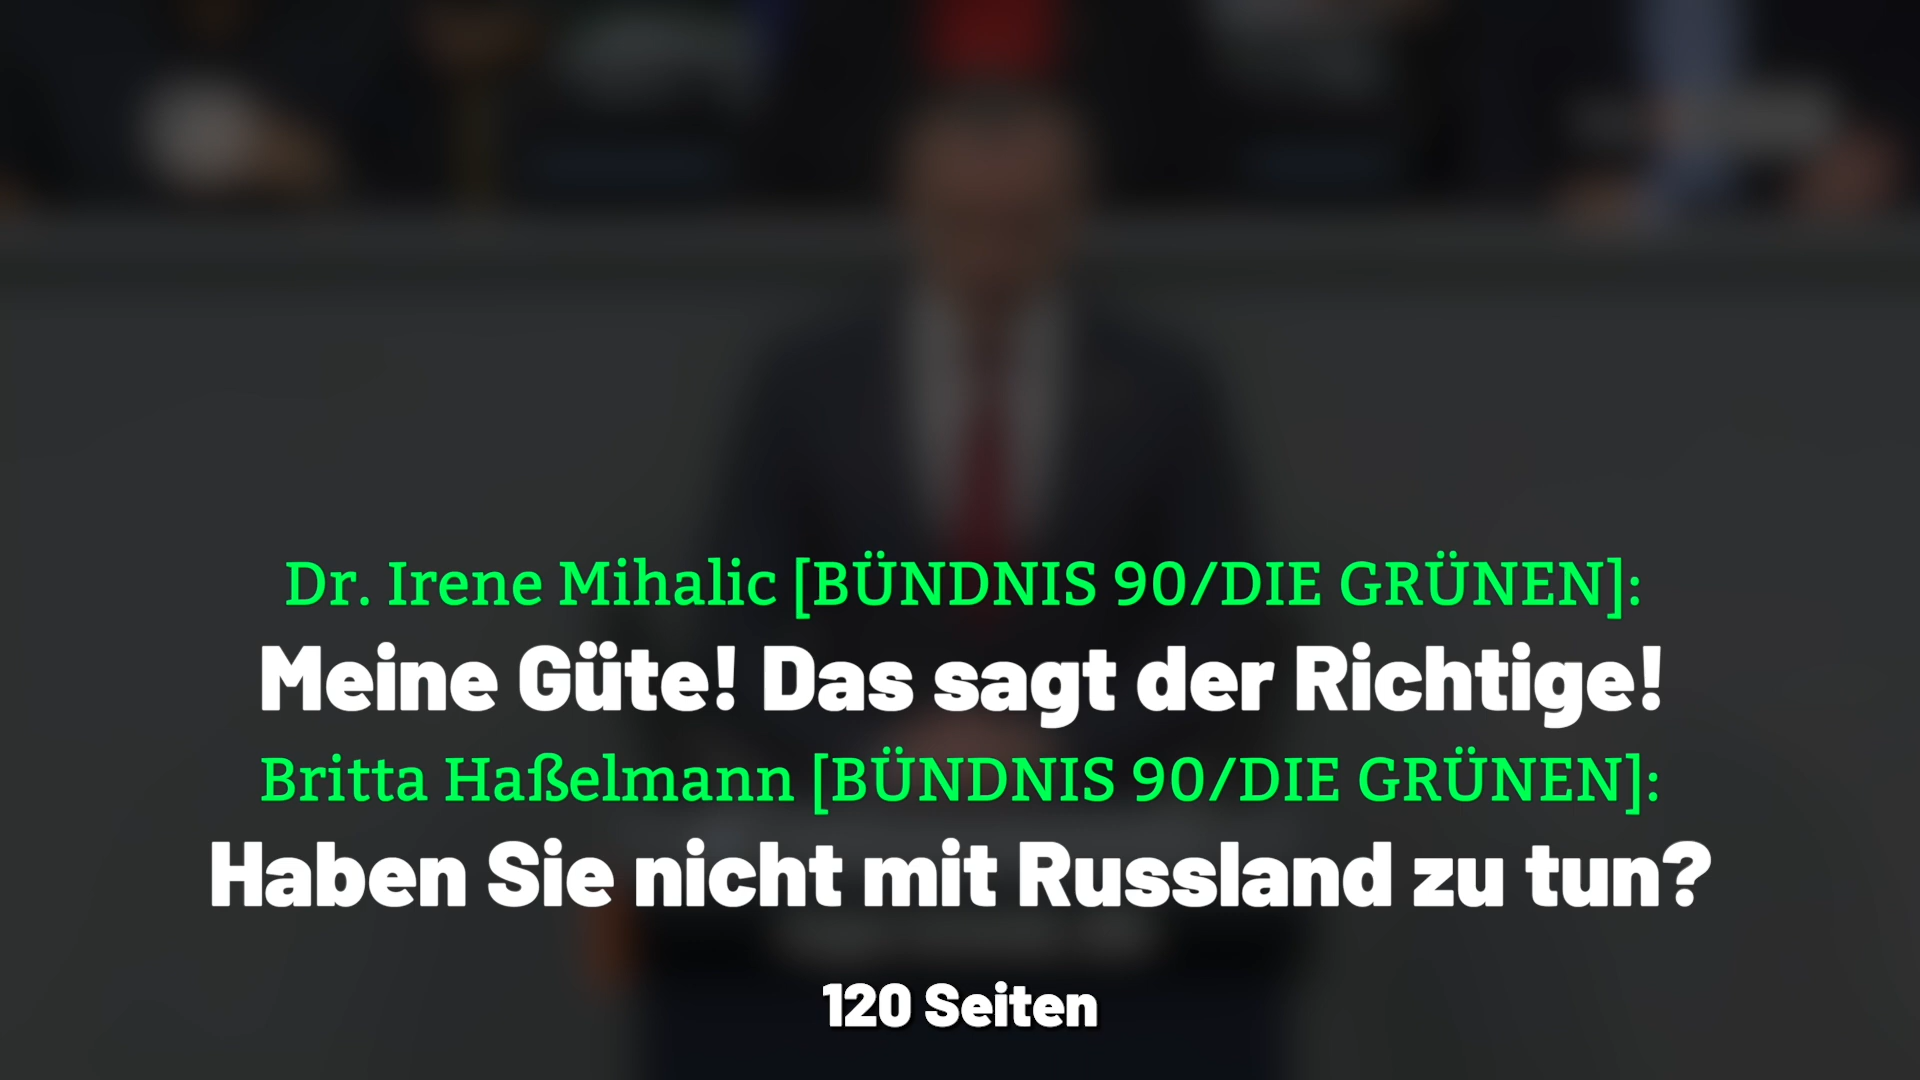 Dr. Irene Mihalic [BÜNDNIS 90/DIE GRÜNEN]:
Meine Güte! Das sagt der Richtige!
Britta Haßelmann [BÜNDNIS 90/DIE GRÜNEN]:
Haben Sie nicht mit Russland zu tun?
120 Seiten